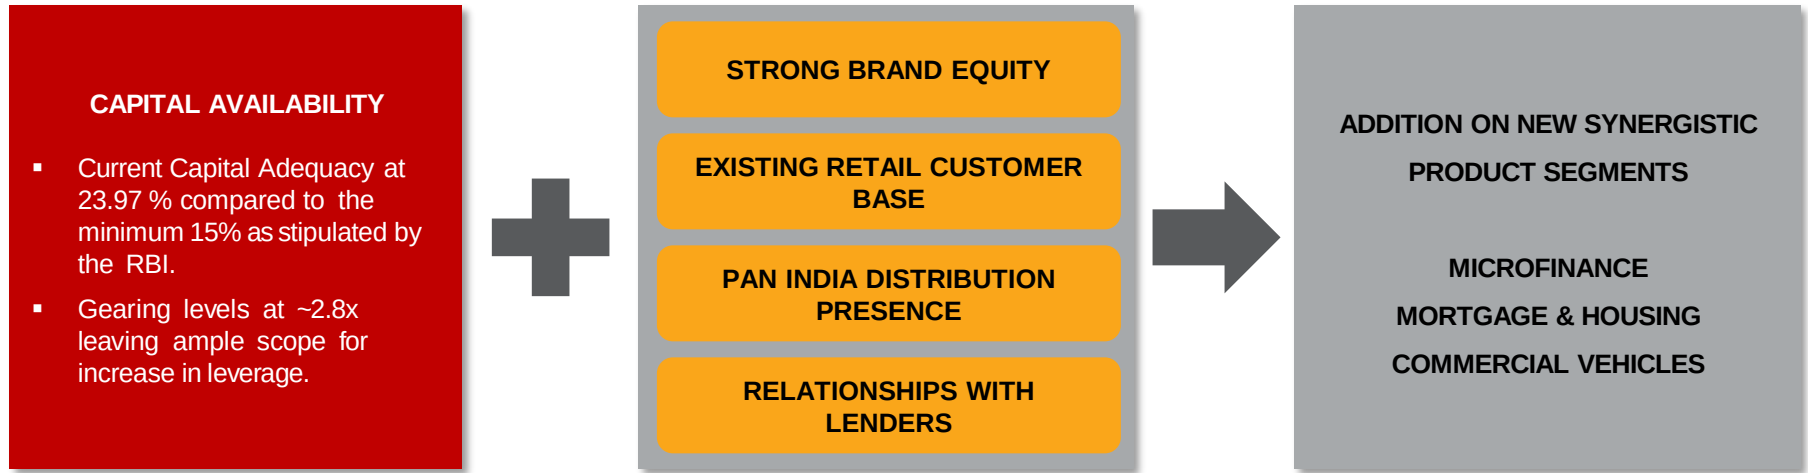 CAPITAL AVAILABILITY
▪ Current Capital Adequacy at
23.97 % compared to the
minimum 15% as stipulated by
the RBI.
▪ Gearing levels at ~2.8x
leaving ample scope for
increase in leverage.
STRONG BRAND EQUITY
EXISTING RETAIL CUSTOMER
BASE
PAN INDIA DISTRIBUTION
PRESENCE
RELATIONSHIPS WITH
LENDERS
ADDITION ON NEW SYNERGISTIC
PRODUCT SEGMENTS
MICROFINANCE
MORTGAGE & HOUSING
COMMERCIAL VEHICLES